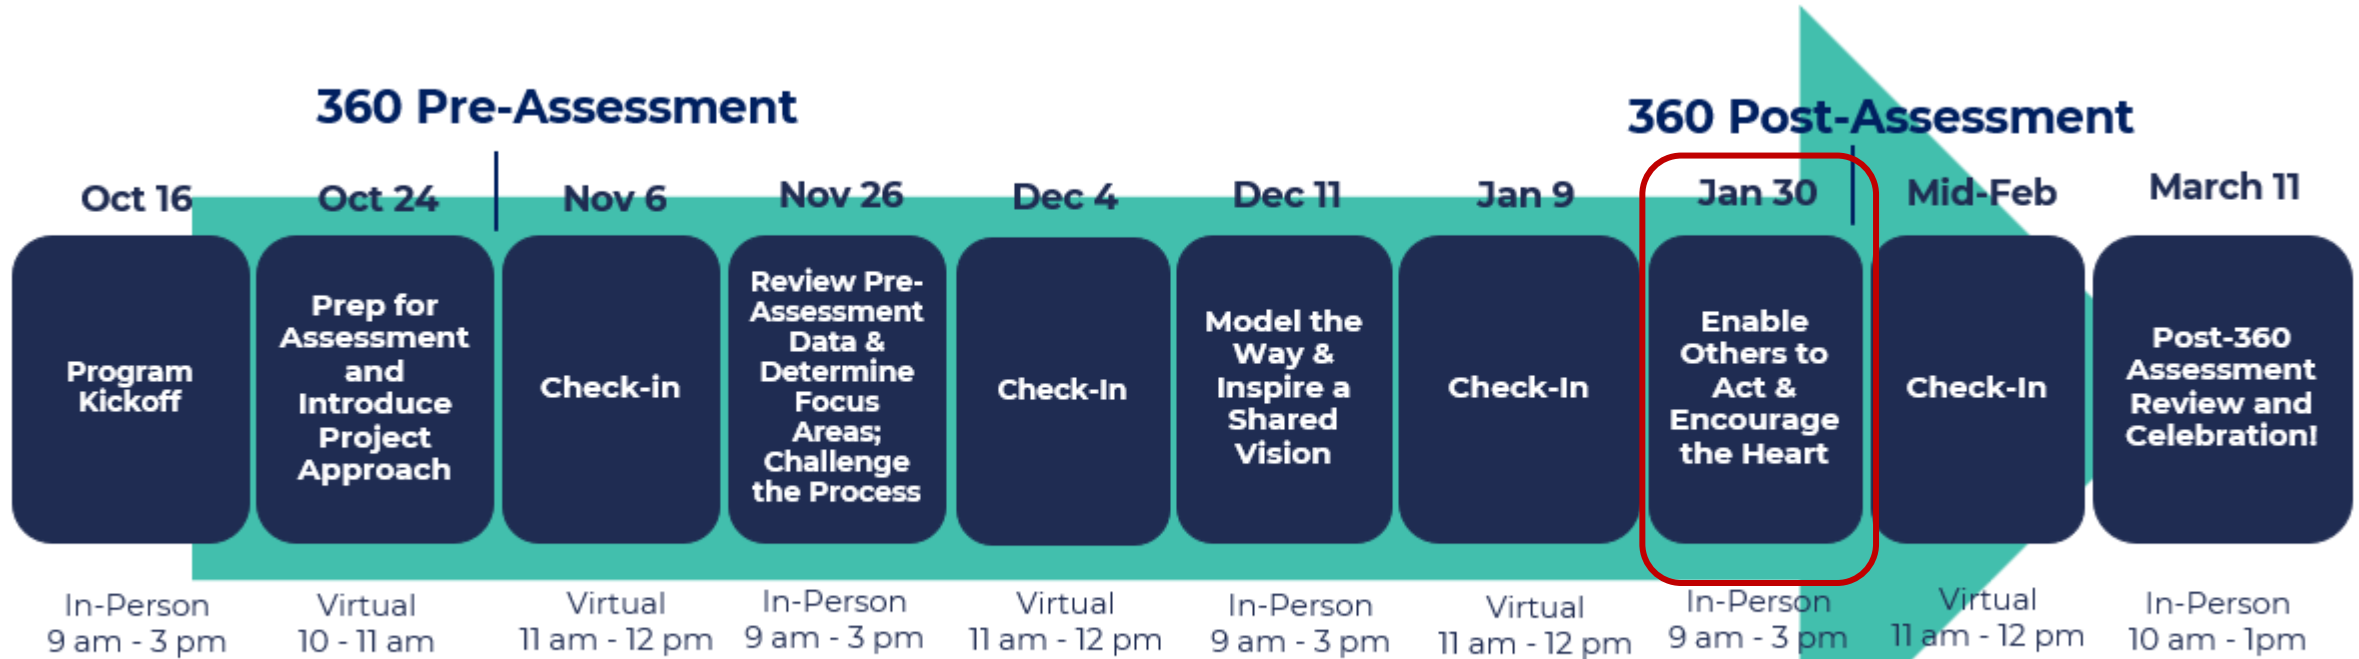 360 Pre-Assessment
360 Post-Assessment
Oct 16
Oct 24
Nov 6
Nov 26
Dec 4
Dec 11
Jan 9
Jan 30
Mid-Feb
March 11
Program
Kickoff
Prep for
Assessment
and
Introduce
Project
Approach
Check-in
Review Pre-
Assessment
Data &
Determine
Focus
Areas;
Challenge
the Process
Check-In
Model the
Way &
Inspire a
Shared
Vision
Check-In
Enable
Others to
Act &
Encourage
the Heart
Check-In
Post-360
Assessment
Review and
Celebration!
In-Person
9 am - 3 pm
Virtual
10 - 11 am
Virtual
11 am - 12 pm
In-Person
9 am - 3 pm
Virtual
11 am - 12 pm
In-Person
9 am - 3 pm
Virtual
11 am - 12 pm
In-Person
9 am - 3 pm
Virtual
11 am - 12 pm
In-Person
10 am - 1pm